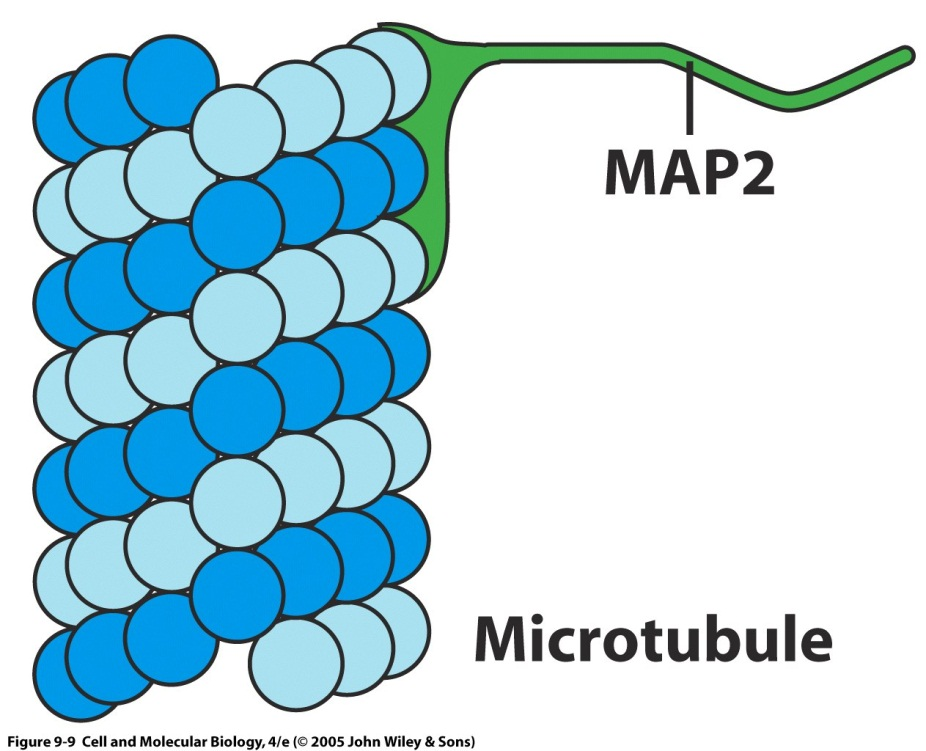 MAP2
Microtubule
Figure 9-9 Cell and Molecular Biology, 4/e (© 2005 John Wiley & Sons)